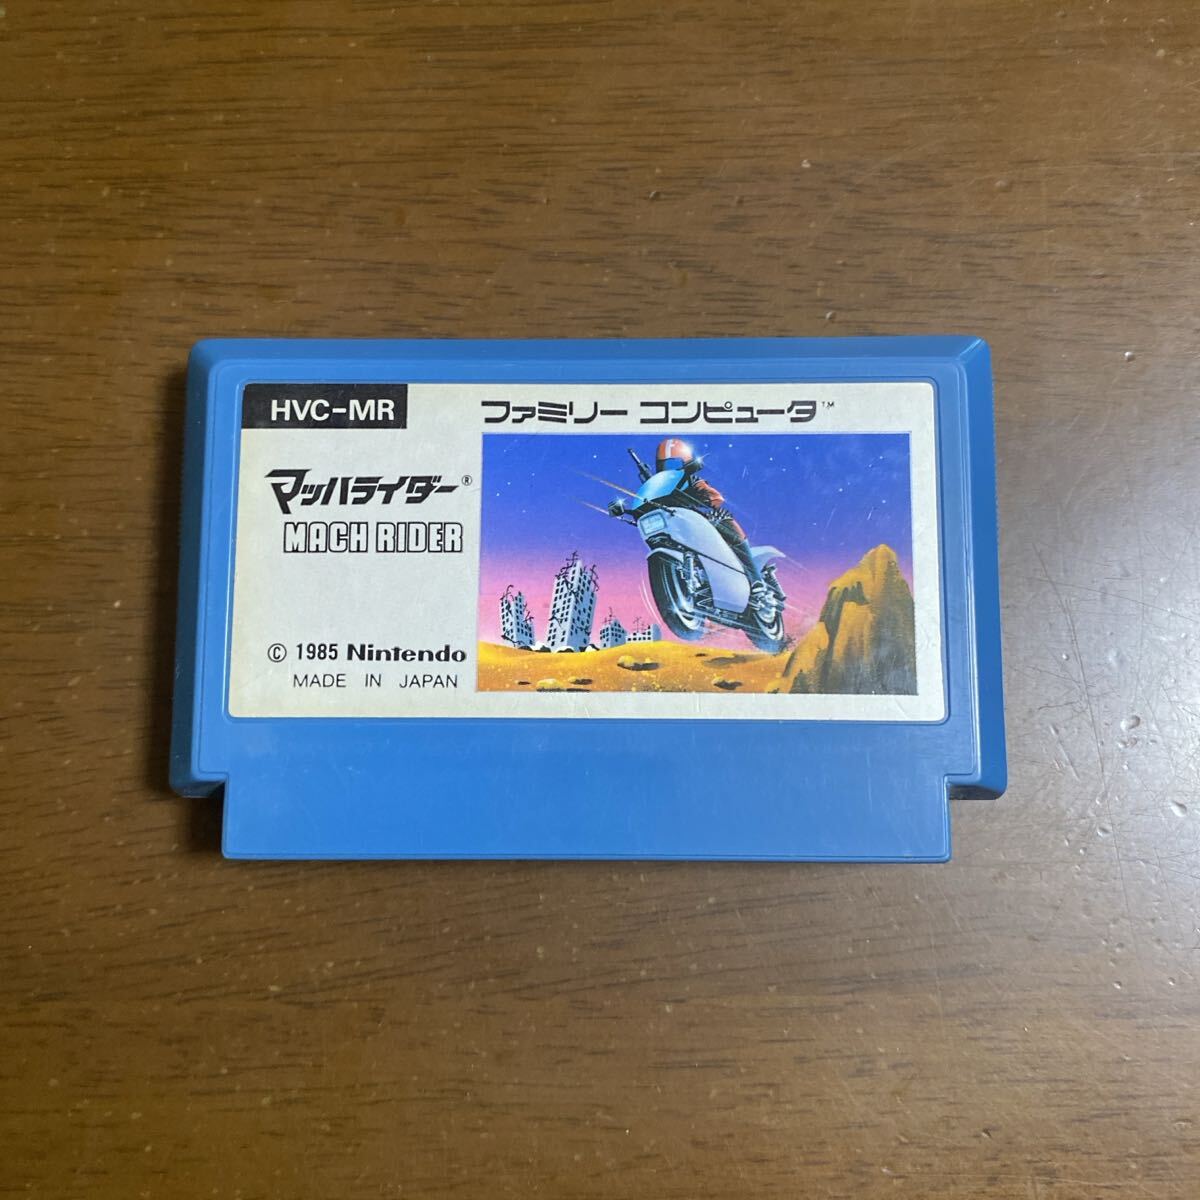 HVC-MR
ファミリー コンピュータ™
マッハライダー®
MACH RIDER
© 1985 Nintendo
MADE IN JAPAN